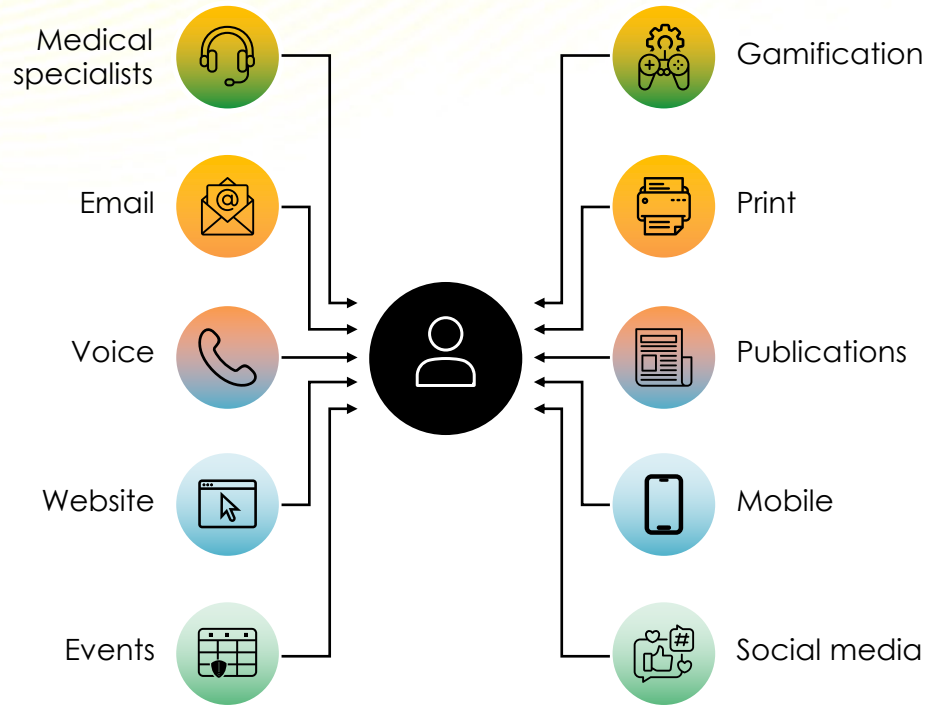 Medical
specialists
Email
Voice
Website
Events
Gamification
Print
Publications
Mobile
Social media
@
#